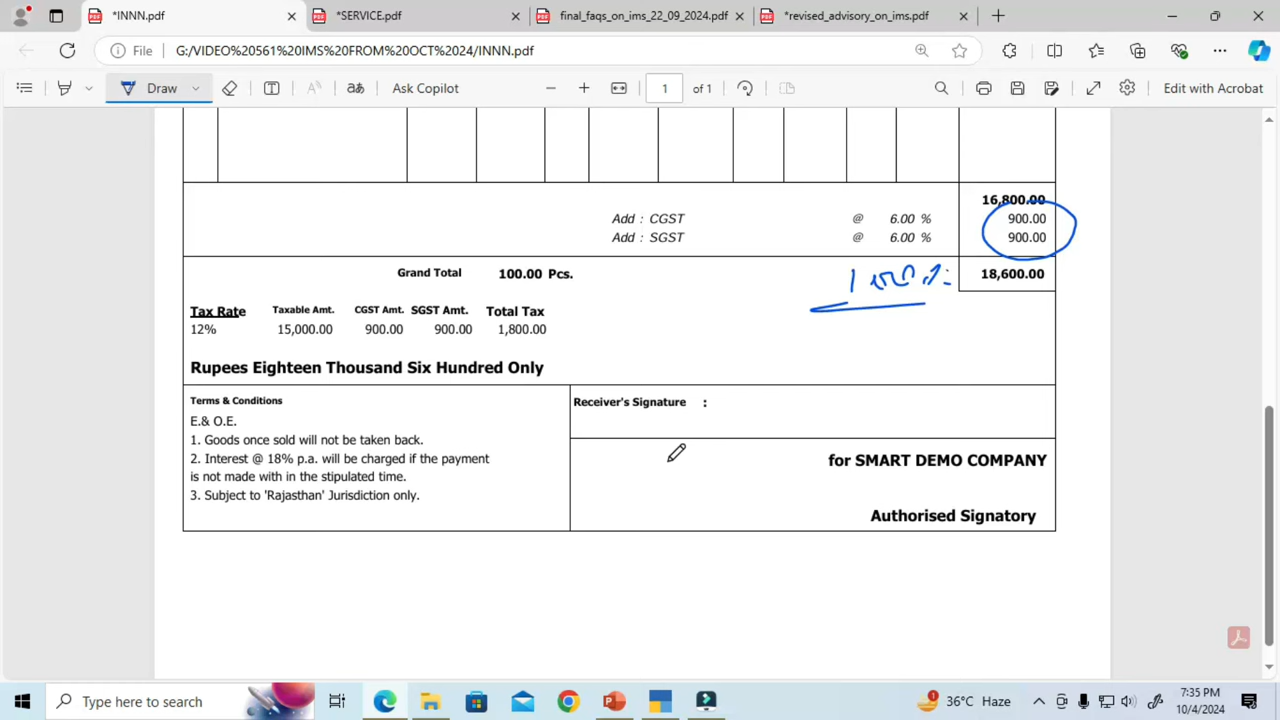 *INNN.pdf
*SERVICE.pdf
final_faqs_on_ims_22_09_2024.pdf
*revised_advisory_on_ims.pdf
File G:/VIDEO%20561%20IMS%20FROM%20OCT%202024/INNN.pdf
Draw
Ask Copilot
1 of 1
Edit with Acrobat
16,800.00
Add : CGST @ 6.00 % 900.00
Add : SGST @ 6.00 % 900.00
Grand Total 100.00 Pcs. 18,600.00
Tax Rate Taxable Amt. CGST Amt. SGST Amt. Total Tax
12% 15,000.00 900.00 900.00 1,800.00
Rupees Eighteen Thousand Six Hundred Only
Terms & Conditions
E.& O.E.
1. Goods once sold will not be taken back.
2. Interest @ 18% p.a. will be charged if the payment
is not made with in the stipulated time.
3. Subject to 'Rajasthan' Jurisdiction only.
Receiver's Signature :
for SMART DEMO COMPANY
Authorised Signatory
Type here to search
1
36°C Haze
7:35 PM
10/4/2024